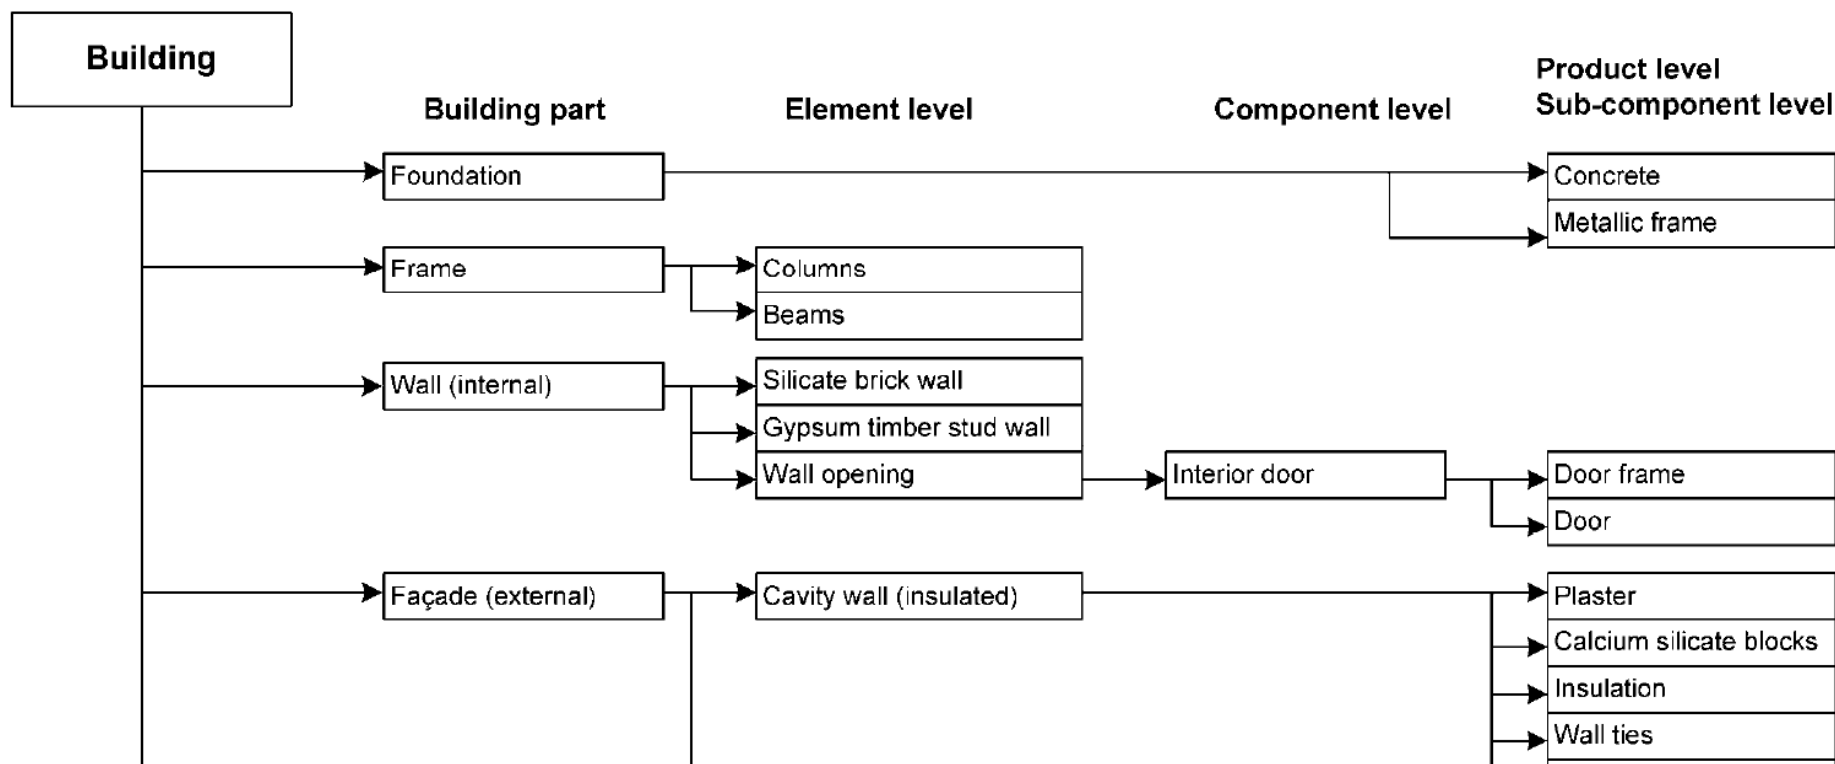 Building
Product level
Sub-component level
Building part
Element level
Component level
Foundation
Concrete
Metallic frame
Frame
Columns
Beams
Wall (internal)
Silicate brick wall
Gypsum timber stud wall
Wall opening
Interior door
Door frame
Door
Façade (external)
Cavity wall (insulated)
Plaster
Calcium silicate blocks
Insulation
Wall ties